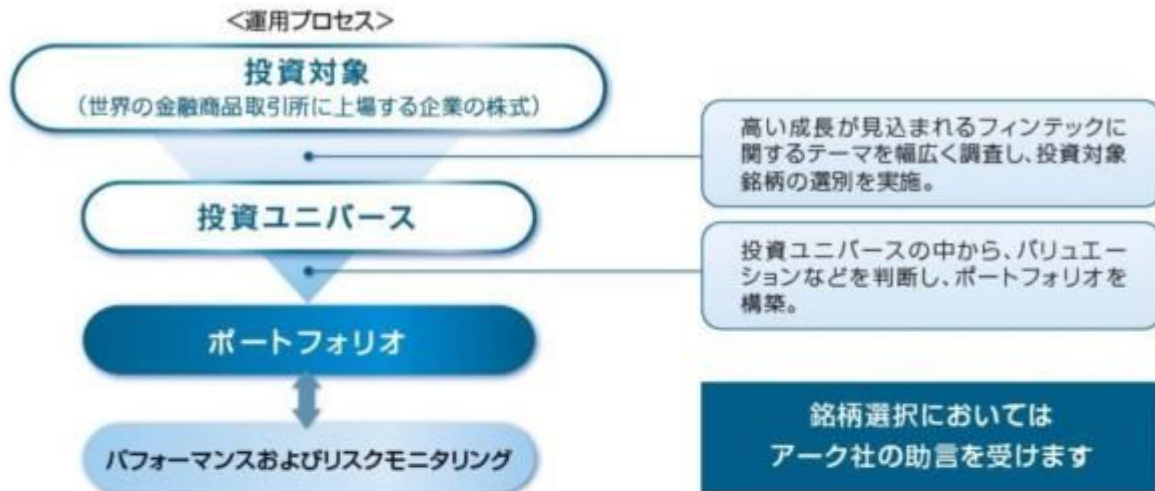 ＜運用プロセス＞
投資対象
（世界の金融商品取引所に上場する企業の株式）
高い成長が見込まれるフィンテックに
関するテーマを幅広く調査し、投資対象
銘柄の選別を実施。
投資ユニバース
投資ユニバースの中から、バリュエー
ションなどを判断し、ポートフォリオを
構築。
ポートフォリオ
パフォーマンスおよびリスクモニタリング
銘柄選択においては
アーク社の助言を受けます